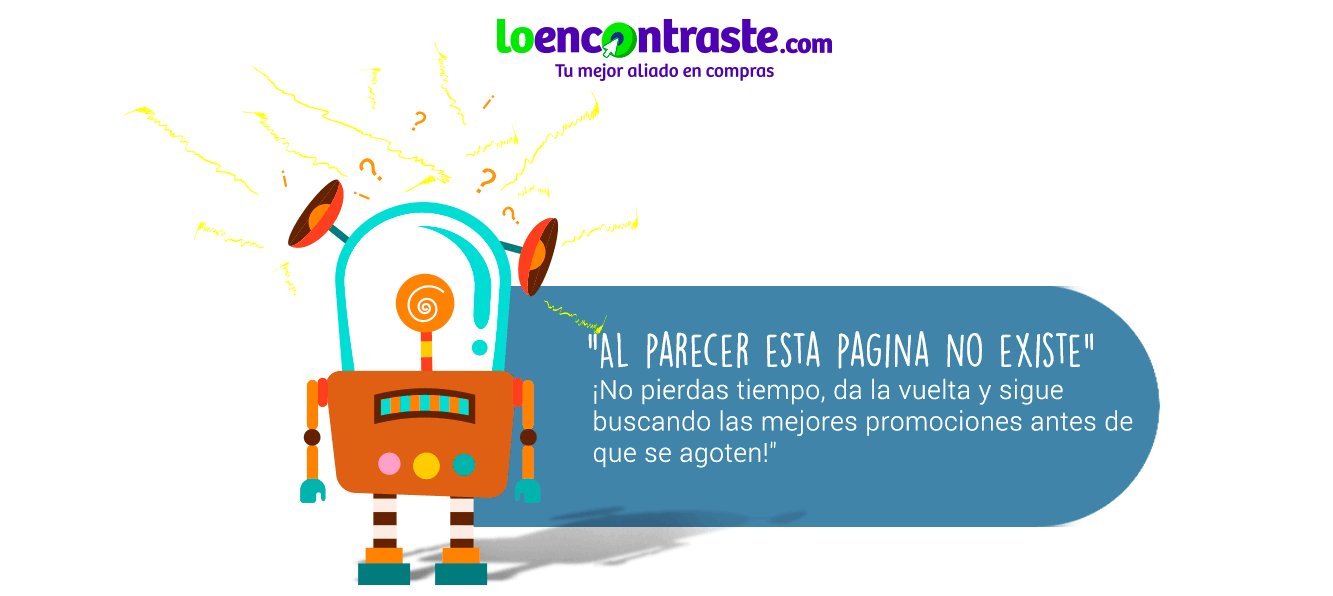 loencontraste.com
Tu mejor aliado en compras
? ¡
?
? ?
¡ ¡
?
"AL PARECER ESTA PAGINA NO EXISTE"
¡No pierdas tiempo, da la vuelta y sigue
buscando las mejores promociones antes de
que se agoten!"